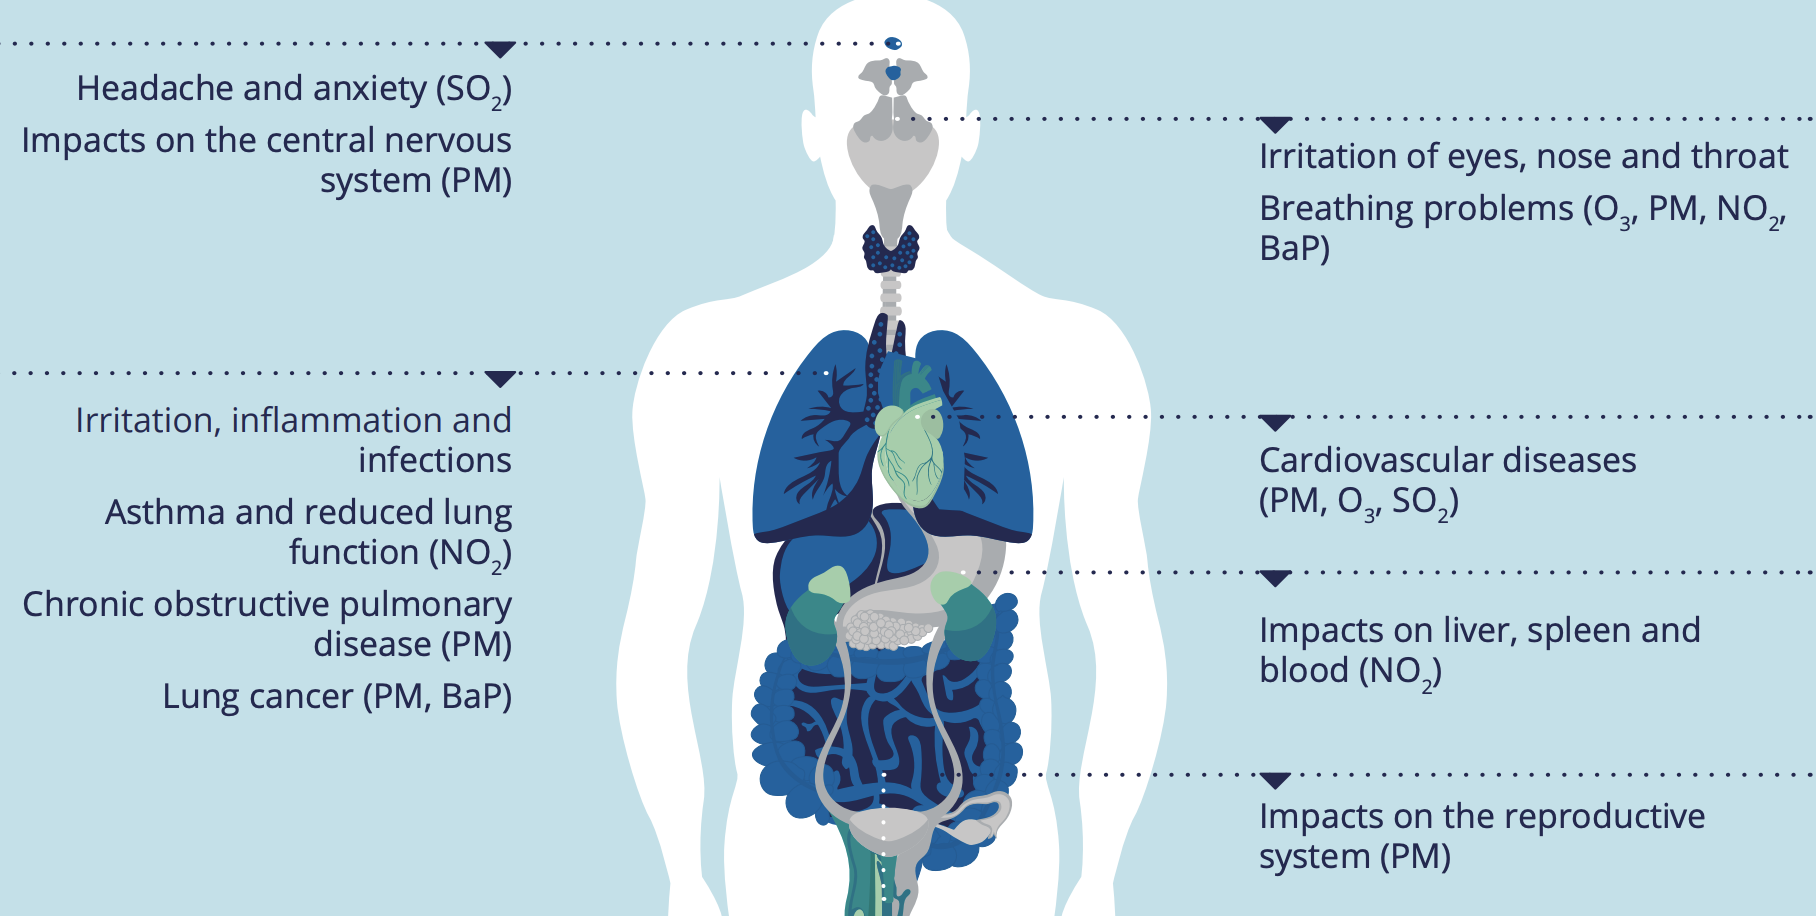 Headache and anxiety (SO₂)
Impacts on the central nervous
system (PM)
Irritation, inflammation and
infections
Asthma and reduced lung
function (NO₂)
Chronic obstructive pulmonary
disease (PM)
Lung cancer (PM, BaP)
Irritation of eyes, nose and throat
Breathing problems (O₃, PM, NO₂,
BaP)
Cardiovascular diseases
(PM, O₃, SO₂)
Impacts on liver, spleen and
blood (NO₂)
Impacts on the reproductive
system (PM)